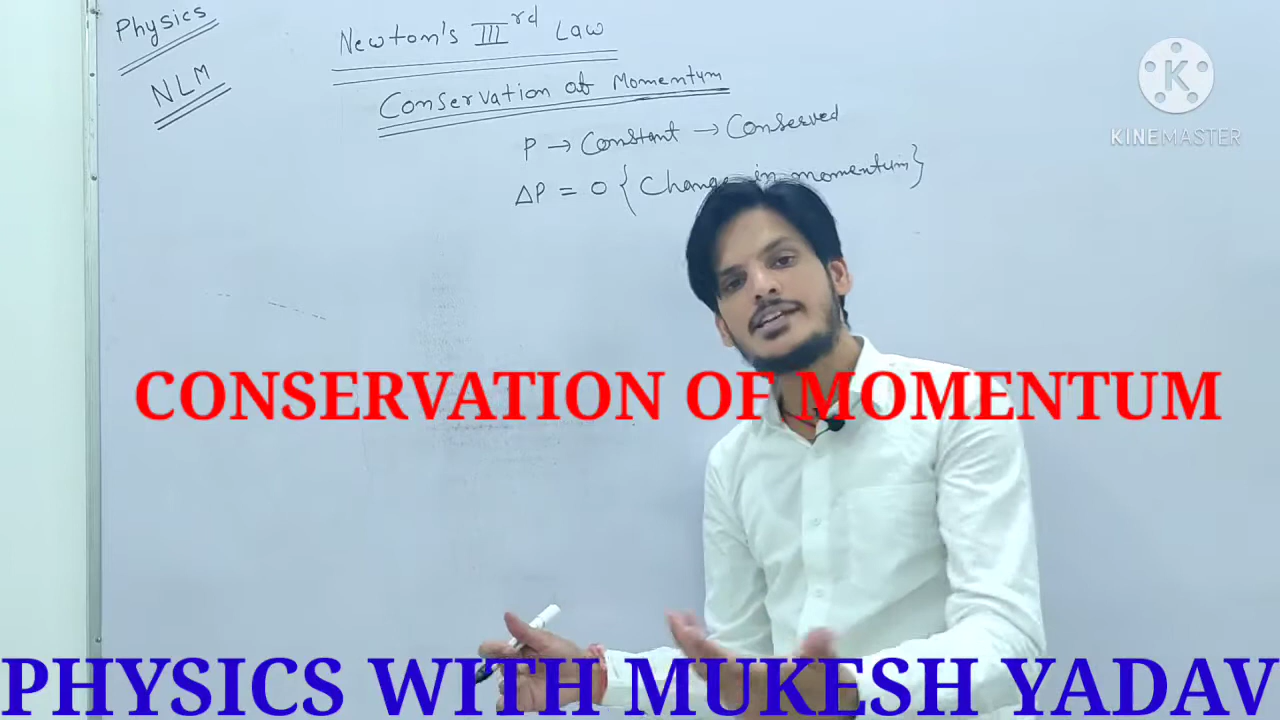 Physics
NLM
Newton's III rd Law
Conservation of Momentum
P → Constant → Conserved
ΔP = 0 { Change in momentum }
KINEMASTER
CONSERVATION OF MOMENTUM
PHYSICS WITH MUKESH YADAV